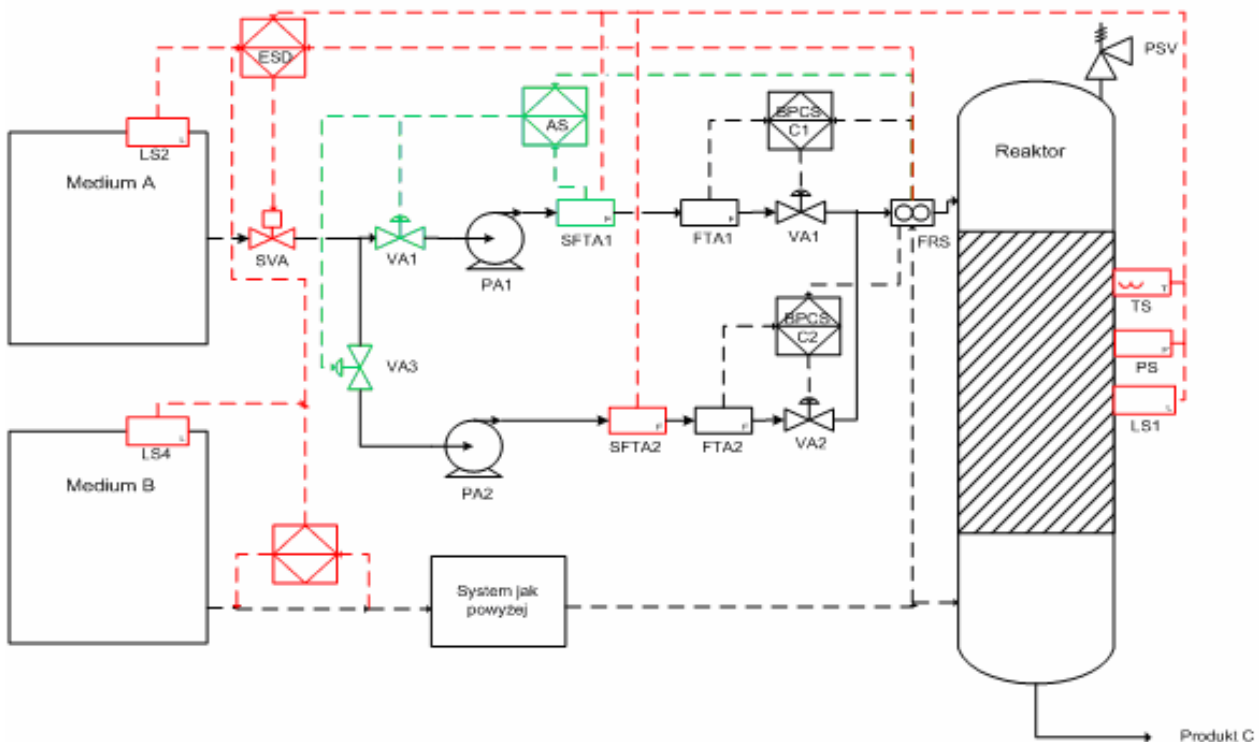 PSV
ESD
LS2
L
Medium A
AS
BPCS
C1
Reaktor
SVA
VA1
PA1
SFTA1
F
FTA1
F
VA1
FRS
BPCS
C2
TS
T
PS
P
LS1
L
VA3
LS4
L
Medium B
PA2
SFTA2
F
FTA2
F
VA2
System jak
powyżej
Produkt C